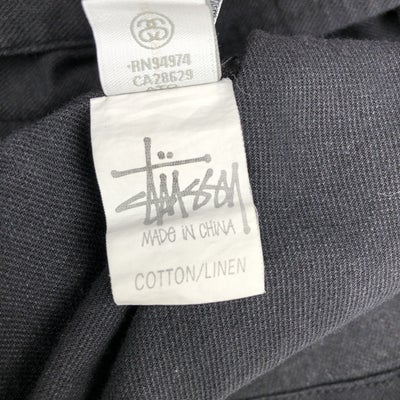 RN94974
CA28629
Stüssy
MADE IN CHINA
COTTON/LINEN